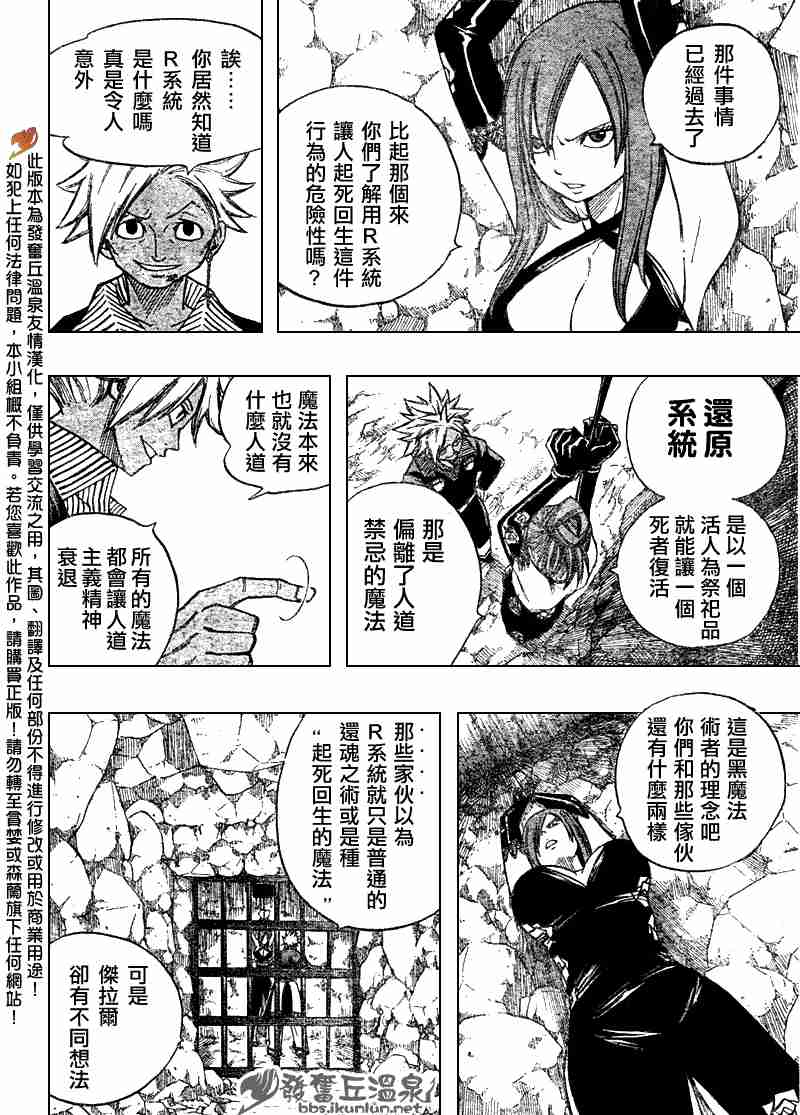 那件事情
已經過去了
比起那個來
你們了解用R系統
讓人起死回生這件
行為的危險性嗎？
誒……
你居然知道
R系統
是什麼嗎
真是令人
意外
還原
系統
是以一個
活人為祭祀品
就能讓一個
死者復活
那是
偏離了人道
禁忌的魔法
魔法本來
也就沒有
什麼人道
所有的魔法
都會讓人道
主義精神
衰退
這是黑魔法
術者的理念吧
你們和那些傢伙
還有什麼兩樣
那些家伙以為
R系統就只是普通的
還魂之術或是種
“起死回生的魔法„
可是
傑拉爾
卻有不同想法
此版本為發奮丘溫泉友情漢化，僅供學習交流之用，其圖、翻譯及任何部份不得進行修改或用於商業用途！
如犯上任何法律問題，本小組概不負責。若您喜歡此作品，請購買正版！請勿轉至貪婪或森蘭旗下任何網站！
發奮丘溫泉
bbs.ikunlun.net